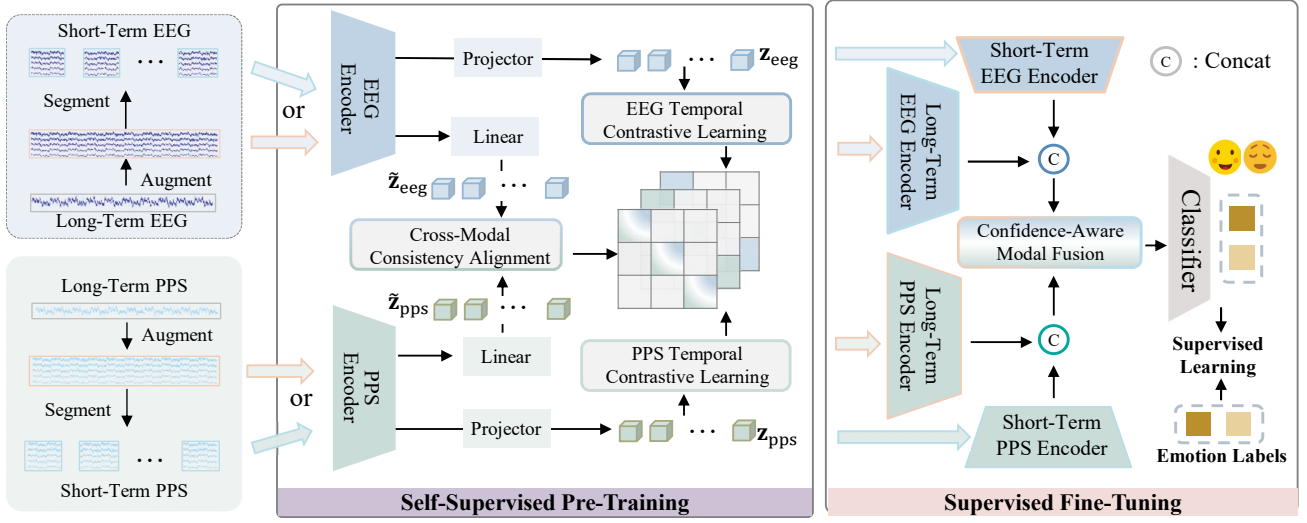 Short-Term EEG
Segment
Augment
Long-Term EEG
Long-Term PPS
Augment
Segment
Short-Term PPS
or
or
EEG
Encoder
Projector
z_eeg
EEG Temporal
Contrastive Learning
Linear
z̃_eeg
Cross-Modal
Consistency Alignment
z̃_pps
PPS
Encoder
Linear
PPS Temporal
Contrastive Learning
Projector
z_pps
Self-Supervised Pre-Training
Short-Term
EEG Encoder
C : Concat
Long-Term
EEG Encoder
C
Confidence-Aware
Modal Fusion
Classifier
Long-Term
PPS Encoder
C
Supervised
Learning
Short-Term
PPS Encoder
Emotion Labels
Supervised Fine-Tuning